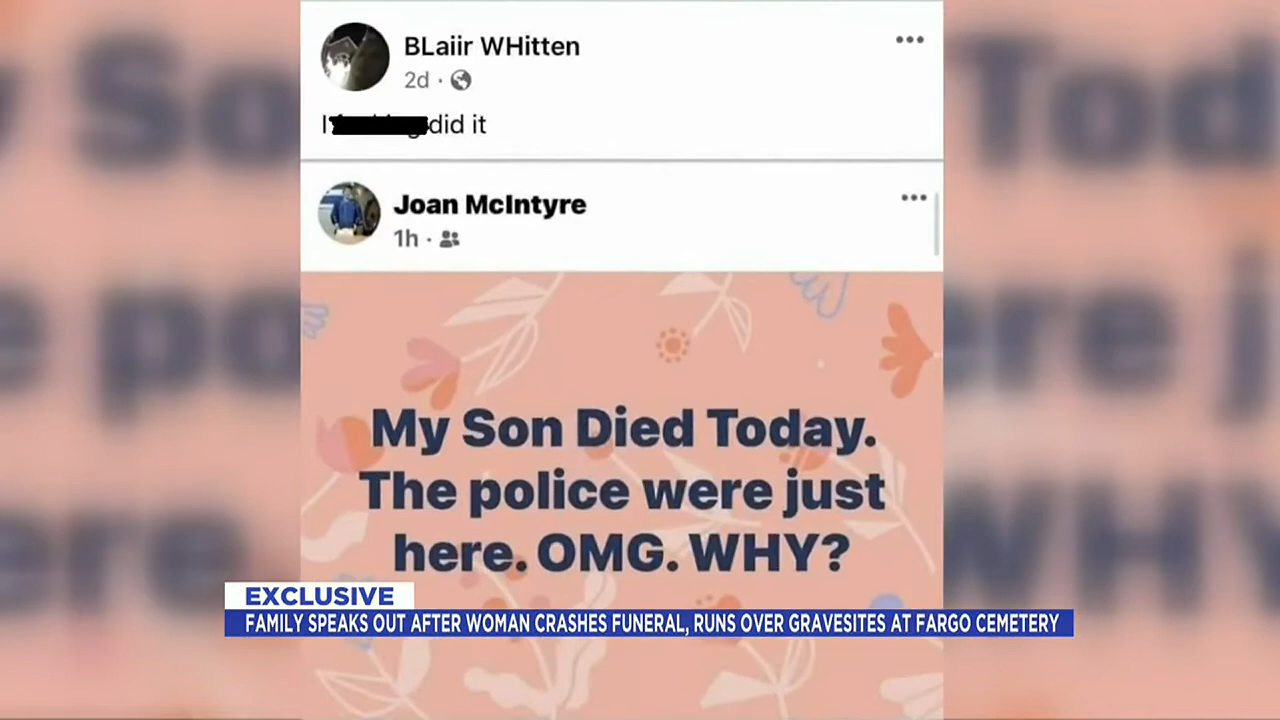 BLaiir WHitten
2d ·
I did it
Joan McIntyre
1h ·
My Son Died Today.
The police were just
here. OMG. WHY?
EXCLUSIVE
FAMILY SPEAKS OUT AFTER WOMAN CRASHES FUNERAL, RUNS OVER GRAVESITES AT FARGO CEMETERY